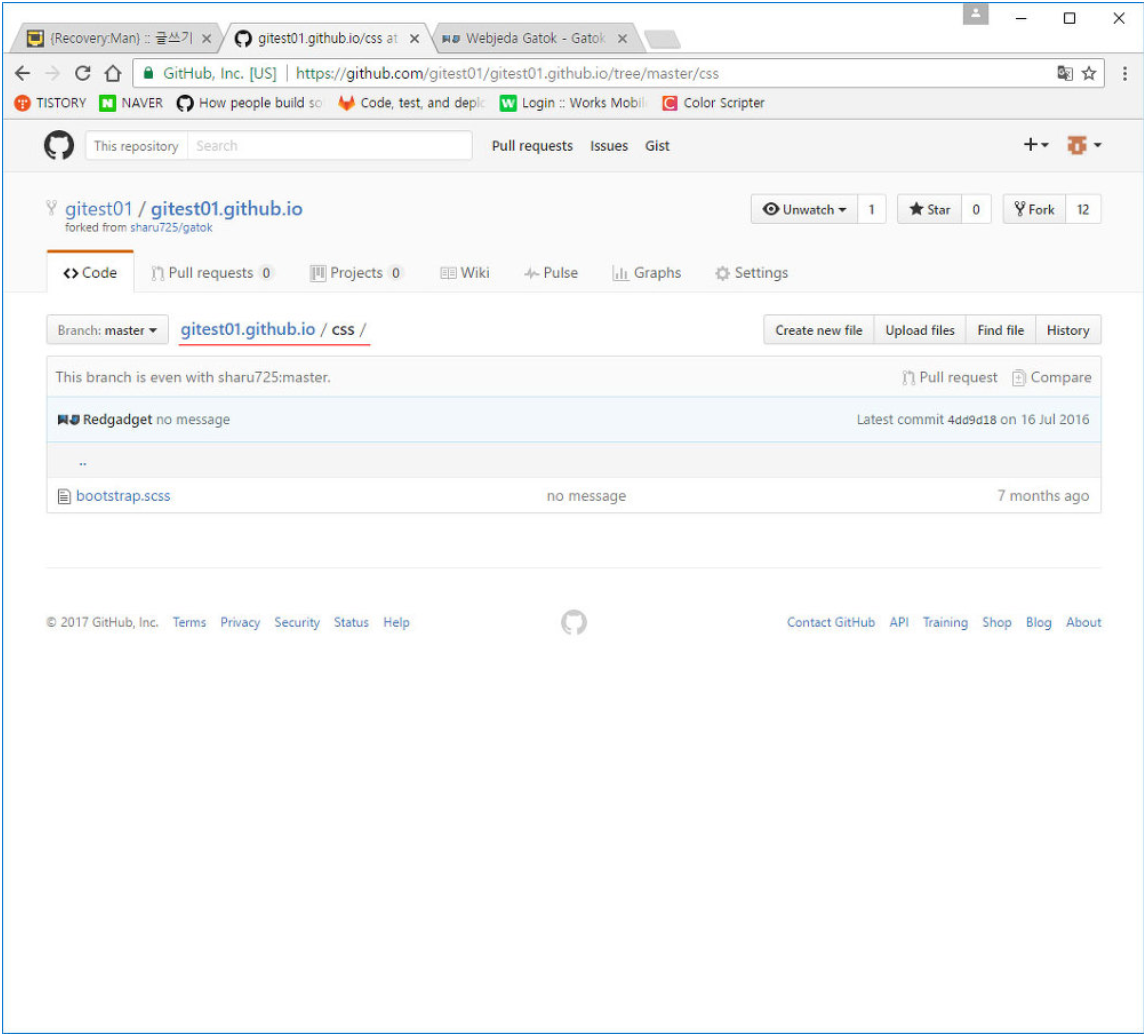 {Recovery:Man} :: 글쓰기
gitest01.github.io/css at
Webjeda Gatok - Gatok
GitHub, Inc. [US] https://github.com/gitest01/gitest01.github.io/tree/master/css
TISTORY NAVER How people build so Code, test, and deplo Login :: Works Mobil Color Scripter
This repository Search Pull requests Issues Gist
gitest01 / gitest01.github.io Unwatch 1 Star 0 Fork 12
forked from sharu725/gatok
Code Pull requests 0 Projects 0 Wiki Pulse Graphs Settings
Branch: master gitest01.github.io / css / Create new file Upload files Find file History
This branch is even with sharu725:master. Pull request Compare
Redgadget no message Latest commit 4dd9d18 on 16 Jul 2016
..
bootstrap.scss no message 7 months ago
© 2017 GitHub, Inc. Terms Privacy Security Status Help Contact GitHub API Training Shop Blog About